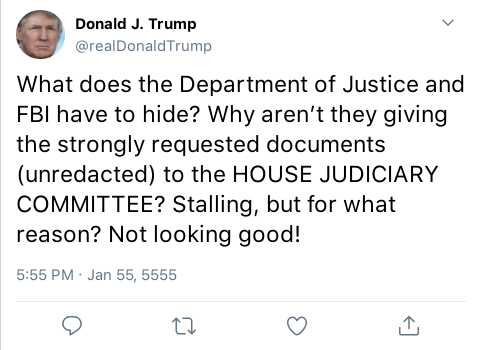 Donald J. Trump
@realDonaldTrump
What does the Department of Justice and
FBI have to hide? Why aren’t they giving
the strongly requested documents
(unredacted) to the HOUSE JUDICIARY
COMMITTEE? Stalling, but for what
reason? Not looking good!
5:55 PM · Jan 55, 5555